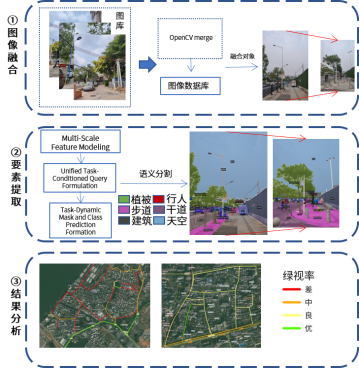 ①图像融合
图库
OpenCV merge
图像数据库
融合对象
②要素提取
Multi-Scale
Feature Modeling
Unified Task-
Conditioned Query
Formulation
Task-Dynamic
Mask and Class
Prediction
Formation
语义分割
植被 行人
步道 干道
建筑 天空
③结果分析
绿视率
差
中
良
优